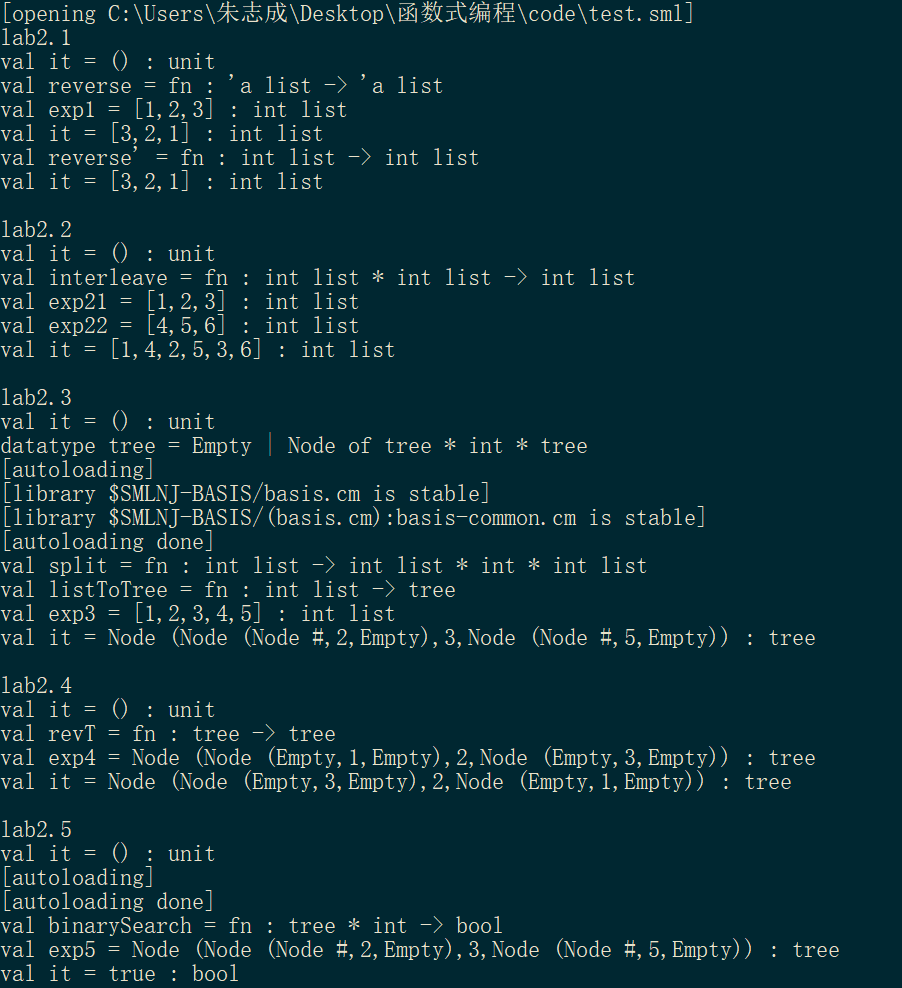 [opening C:\Users\朱志成\Desktop\函数式编程\code\test.sml]
lab2.1
val it = () : unit
val reverse = fn : 'a list -> 'a list
val exp1 = [1,2,3] : int list
val it = [3,2,1] : int list
val reverse' = fn : int list -> int list
val it = [3,2,1] : int list
lab2.2
val it = () : unit
val interleave = fn : int list * int list -> int list
val exp21 = [1,2,3] : int list
val exp22 = [4,5,6] : int list
val it = [1,4,2,5,3,6] : int list
lab2.3
val it = () : unit
datatype tree = Empty | Node of tree * int * tree
[autoloading]
[library $SMLNJ-BASIS/basis.cm is stable]
[library $SMLNJ-BASIS/(basis.cm):basis-common.cm is stable]
[autoloading done]
val split = fn : int list -> int list * int * int list
val listToTree = fn : int list -> tree
val exp3 = [1,2,3,4,5] : int list
val it = Node (Node (Node #,2,Empty),3,Node (Node #,5,Empty)) : tree
lab2.4
val it = () : unit
val revT = fn : tree -> tree
val exp4 = Node (Node (Empty,1,Empty),2,Node (Empty,3,Empty)) : tree
val it = Node (Node (Empty,3,Empty),2,Node (Empty,1,Empty)) : tree
lab2.5
val it = () : unit
[autoloading]
[autoloading done]
val binarySearch = fn : tree * int -> bool
val exp5 = Node (Node (Node #,2,Empty),3,Node (Node #,5,Empty)) : tree
val it = true : bool